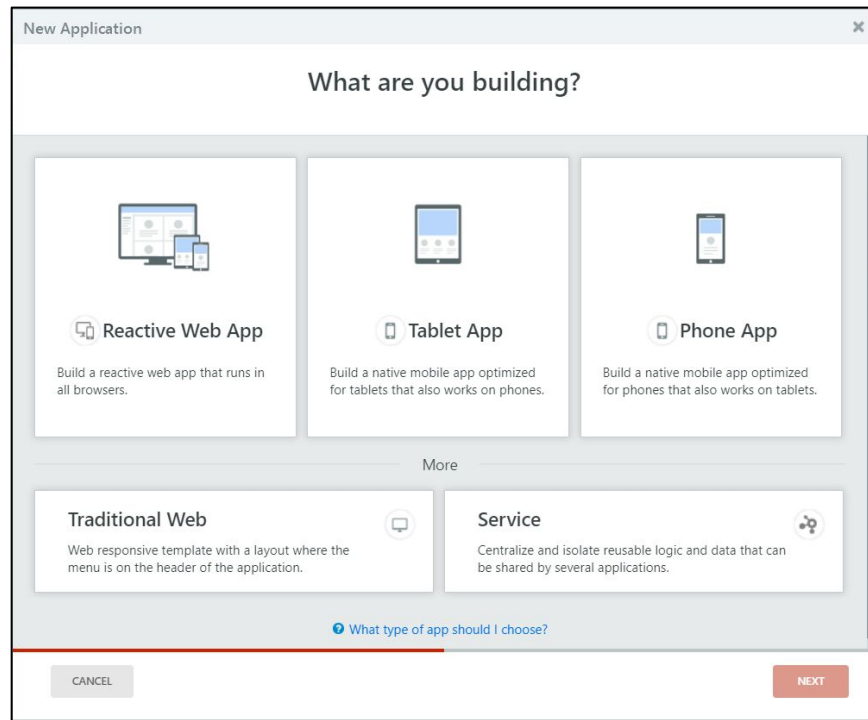 New Application
What are you building?
Reactive Web App
Build a reactive web app that runs in
all browsers.
Tablet App
Build a native mobile app optimized
for tablets that also works on phones.
Phone App
Build a native mobile app optimized
for phones that also works on tablets.
More
Traditional Web
Web responsive template with a layout where the
menu is on the header of the application.
Service
Centralize and isolate reusable logic and data that can
be shared by several applications.
What type of app should I choose?
CANCEL
NEXT